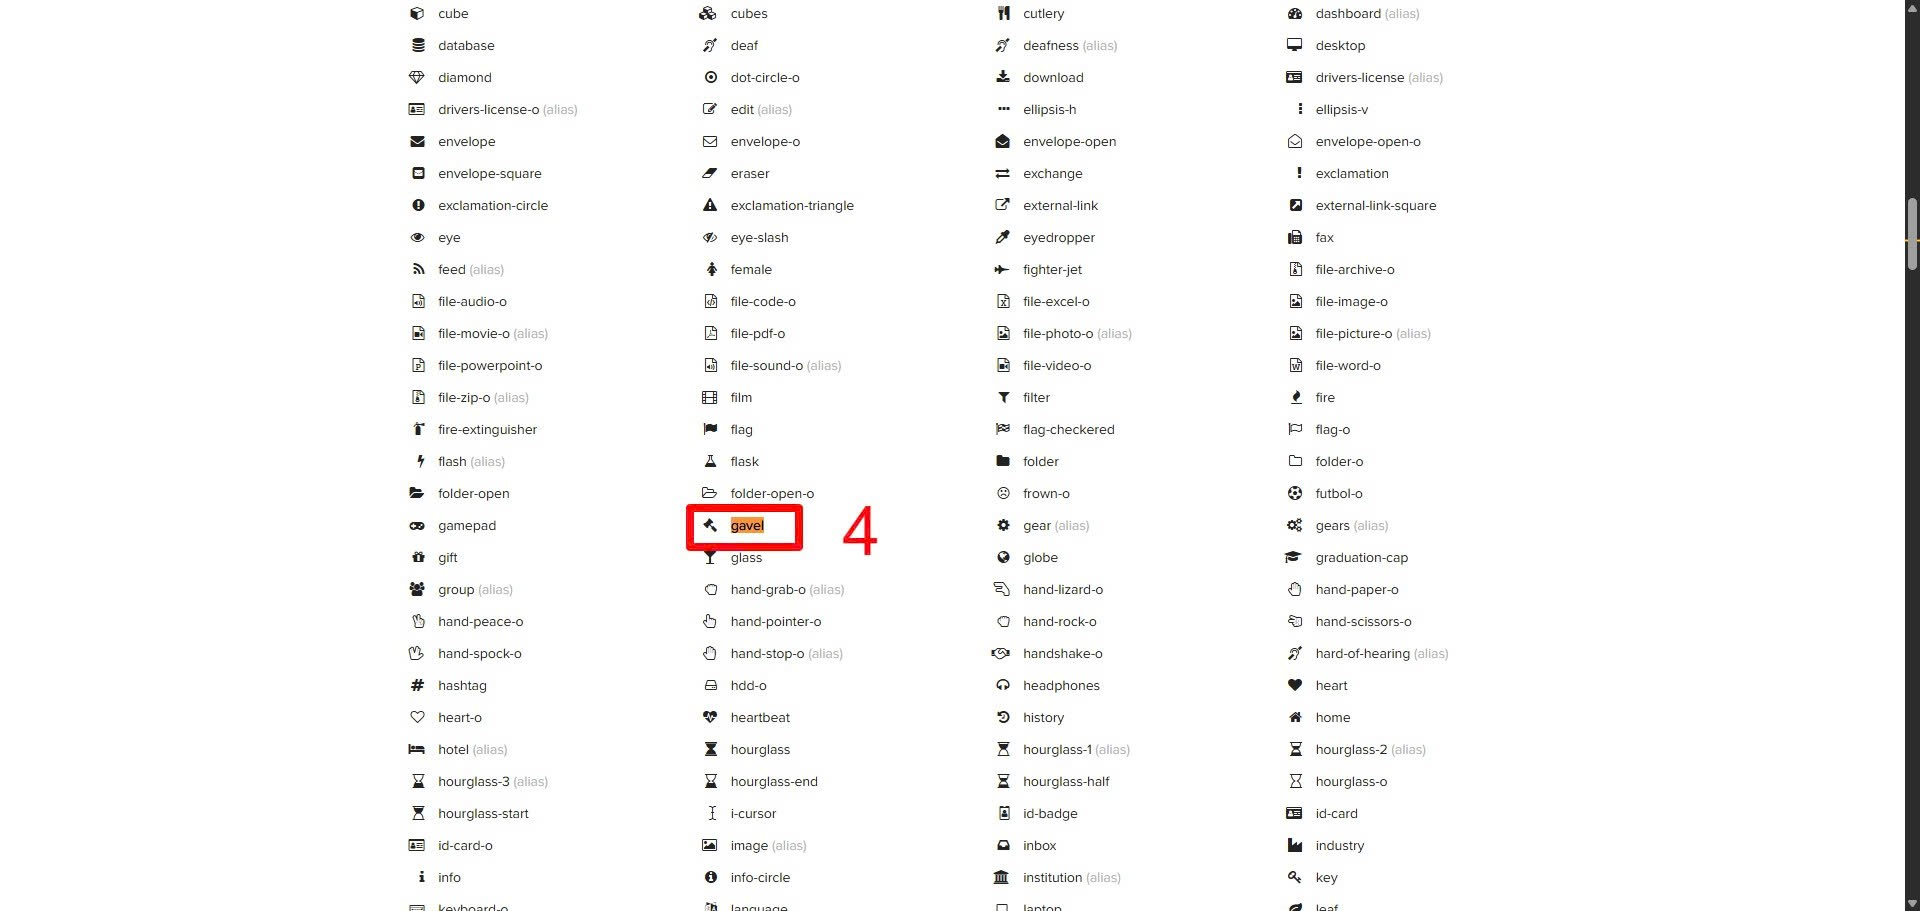 cube cubes cutlery dashboard (alias)
database deaf deafness (alias) desktop
diamond dot-circle-o download drivers-license (alias)
drivers-license-o (alias) edit (alias) ellipsis-h ellipsis-v
envelope envelope-o envelope-open envelope-open-o
envelope-square eraser exchange exclamation
exclamation-circle exclamation-triangle external-link external-link-square
eye eye-slash eyedropper fax
feed (alias) female fighter-jet file-archive-o
file-audio-o file-code-o file-excel-o file-image-o
file-movie-o (alias) file-pdf-o file-photo-o (alias) file-picture-o (alias)
file-powerpoint-o file-sound-o (alias) file-video-o file-word-o
file-zip-o (alias) film filter fire
fire-extinguisher flag flag-checkered flag-o
flash (alias) flask folder folder-o
folder-open folder-open-o frown-o futbol-o
gamepad gavel 4 gear (alias) gears (alias)
gift glass globe graduation-cap
group (alias) hand-grab-o (alias) hand-lizard-o hand-paper-o
hand-peace-o hand-pointer-o hand-rock-o hand-scissors-o
hand-spock-o hand-stop-o (alias) handshake-o hard-of-hearing (alias)
hashtag hdd-o headphones heart
heart-o heartbeat history home
hotel (alias) hourglass hourglass-1 (alias) hourglass-2 (alias)
hourglass-3 (alias) hourglass-end hourglass-half hourglass-o
hourglass-start i-cursor id-badge id-card
id-card-o image (alias) inbox industry
info info-circle institution (alias) key
keyboard-o language laptop leaf